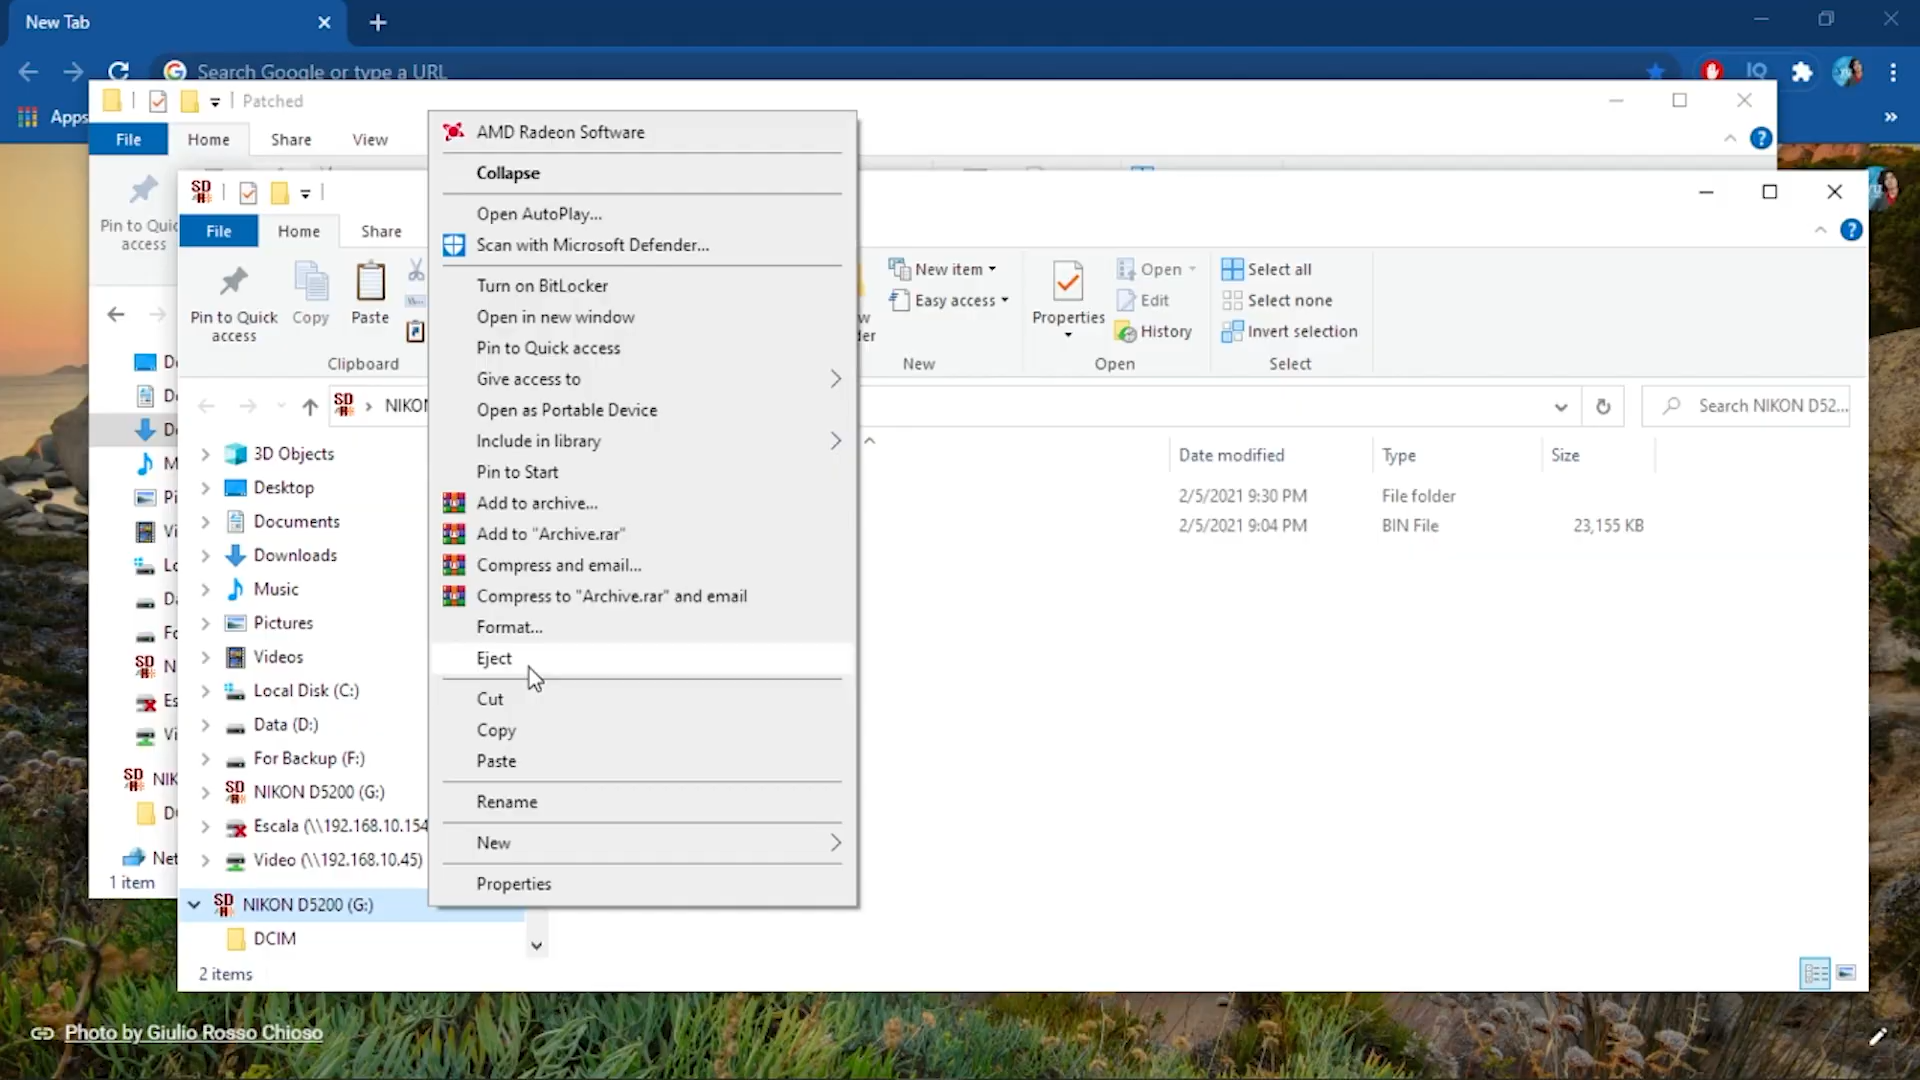 New Tab
Search Google or type a URL
Apps
Patched
File Home Share View
Pin to Quic
access
File Home Share
Pin to Quick
access
Copy
Paste
Clipboard
New item
Easy access
New
Properties
Open
Edit
History
Open
Select all
Select none
Invert selection
Select
NIKON
Search NIKON D52...
Date modified Type Size
2/5/2021 9:30 PM File folder
2/5/2021 9:04 PM BIN File 23,155 KB
AMD Radeon Software
Collapse
Open AutoPlay...
Scan with Microsoft Defender...
Turn on BitLocker
Open in new window
Pin to Quick access
Give access to
Open as Portable Device
Include in library
Pin to Start
Add to archive...
Add to "Archive.rar"
Compress and email...
Compress to "Archive.rar" and email
Format...
Eject
Cut
Copy
Paste
Rename
New
Properties
3D Objects
Desktop
Documents
Downloads
Music
Pictures
Videos
Local Disk (C:)
Data (D:)
For Backup (F:)
NIKON D5200 (G:)
Escala (\\192.168.10.154
Video (\\192.168.10.45)
NIKON D5200 (G:)
DCIM
2 items
NIK
Net
1 item
Photo by Giulio Rosso Chioso